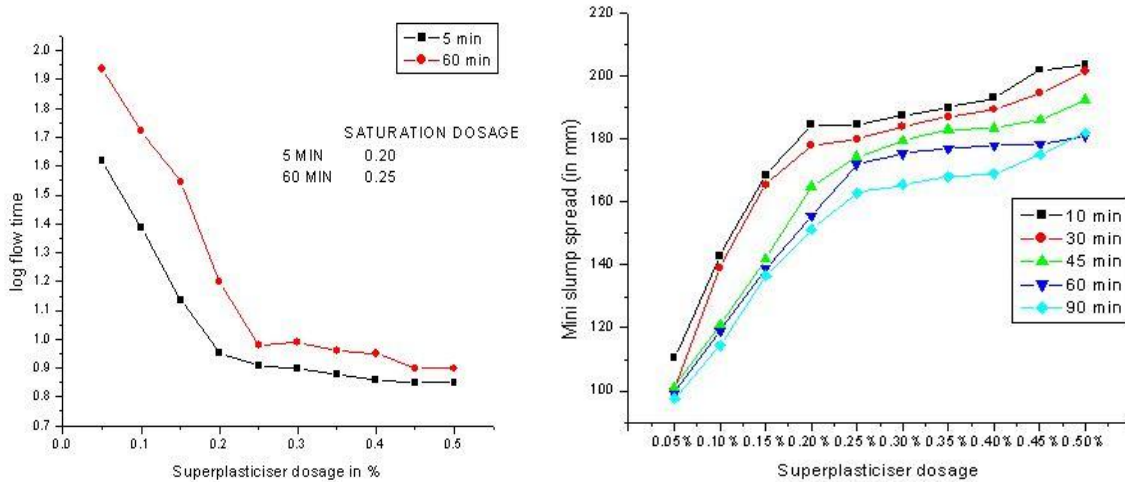 5 min
60 min
2.0
1.9
1.8
1.7
1.6
1.5
1.4
1.3
1.2
1.1
1.0
0.9
0.8
0.7
log flow time
SATURATION DOSAGE
5 MIN 0.20
60 MIN 0.25
0.0 0.1 0.2 0.3 0.4 0.5
Superplasticiser dosage in %
220
200
180
160
140
120
100
Mini slump spread (in mm)
10 min
30 min
45 min
60 min
90 min
0.05% 0.10% 0.15% 0.20% 0.25% 0.30% 0.35% 0.40% 0.45% 0.50%
Superplasticiser dosage